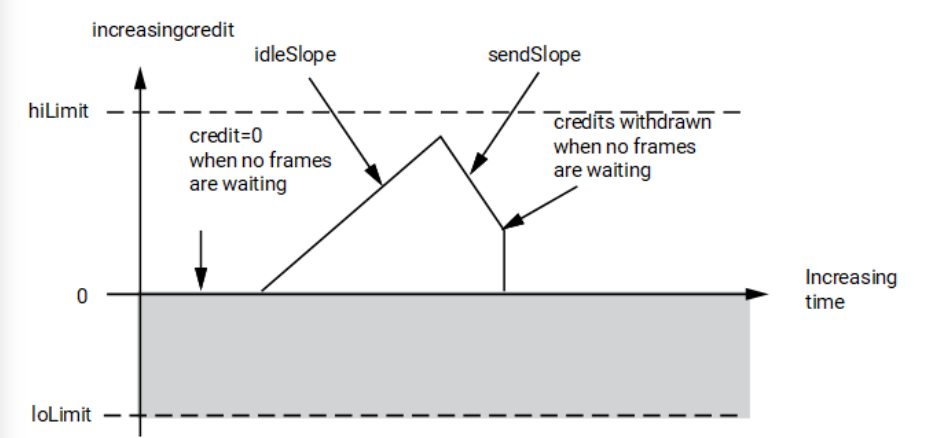 increasingcredit
idleSlope
sendSlope
hiLimit
credit=0
when no frames
are waiting
credits withdrawn
when no frames
are waiting
0
Increasing
time
loLimit